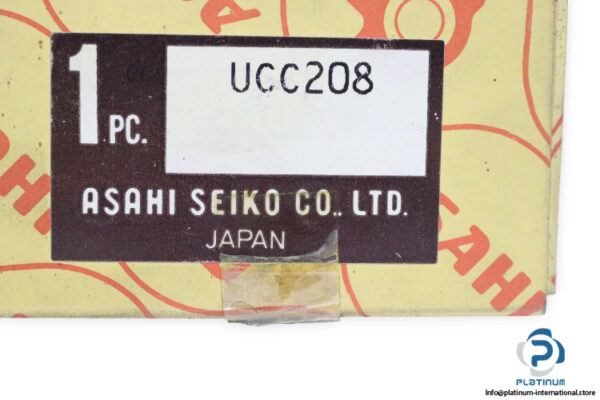 1 PC.
UCC208
ASAHI SEIKO CO., LTD.
JAPAN
ASAHI
PLATINUM
Info@platinum-international.store